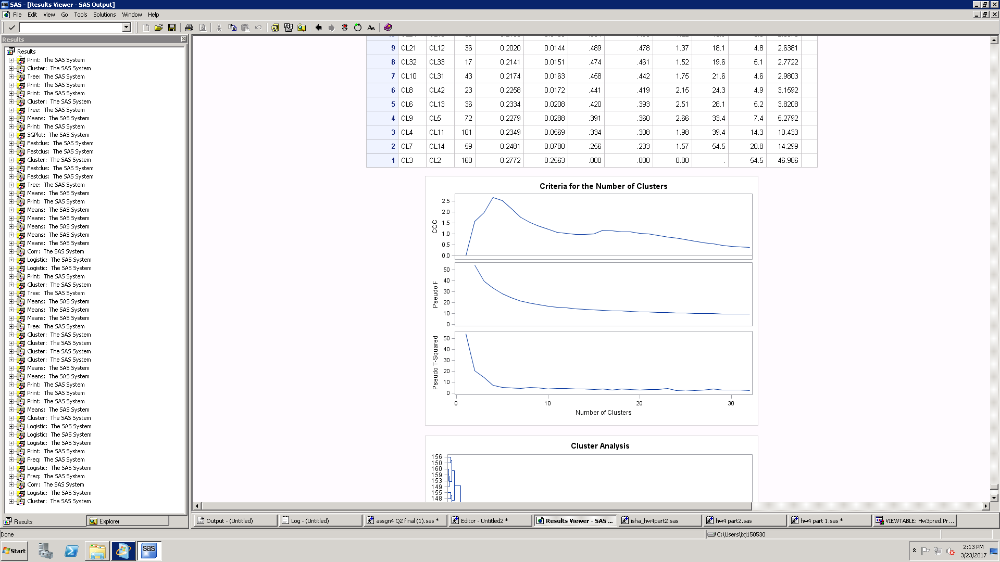 SAS - [Results Viewer - SAS Output]
File Edit View Go Tools Solutions Window Help
Results
Results
Print: The SAS System
Cluster: The SAS System
Tree: The SAS System
Print: The SAS System
Print: The SAS System
Cluster: The SAS System
Tree: The SAS System
Means: The SAS System
Print: The SAS System
SGPlot: The SAS System
Fastclus: The SAS System
Fastclus: The SAS System
Cluster: The SAS System
Fastclus: The SAS System
Fastclus: The SAS System
Tree: The SAS System
Means: The SAS System
Print: The SAS System
Means: The SAS System
Means: The SAS System
Means: The SAS System
Means: The SAS System
Means: The SAS System
Corr: The SAS System
Logistic: The SAS System
Logistic: The SAS System
Print: The SAS System
Cluster: The SAS System
Tree: The SAS System
Means: The SAS System
Means: The SAS System
Means: The SAS System
Tree: The SAS System
Cluster: The SAS System
Cluster: The SAS System
Cluster: The SAS System
Cluster: The SAS System
Means: The SAS System
Means: The SAS System
Print: The SAS System
Print: The SAS System
Print: The SAS System
Means: The SAS System
Cluster: The SAS System
Logistic: The SAS System
Logistic: The SAS System
Logistic: The SAS System
Print: The SAS System
Freq: The SAS System
Logistic: The SAS System
Freq: The SAS System
Corr: The SAS System
Logistic: The SAS System
Cluster: The SAS System
Results Explorer
9 CL21 CL12 36 0.2020 0.0144 .489 .478 1.37 18.1 4.8 2.6381
8 CL32 CL33 17 0.2141 0.0151 .474 .461 1.52 19.6 5.1 2.7722
7 CL10 CL31 43 0.2174 0.0163 .458 .442 1.75 21.6 4.6 2.9803
6 CL8 CL42 23 0.2258 0.0172 .441 .419 2.15 24.3 4.9 3.1592
5 CL6 CL13 36 0.2334 0.0208 .420 .393 2.51 28.1 5.2 3.8208
4 CL9 CL5 72 0.2279 0.0288 .391 .360 2.66 33.4 7.4 5.2792
3 CL4 CL11 101 0.2349 0.0569 .334 .308 1.98 39.4 14.3 10.433
2 CL7 CL14 59 0.2481 0.0780 .256 .233 1.57 54.5 20.8 14.299
1 CL3 CL2 160 0.2772 0.2563 .000 .000 0.00 . 54.5 46.986
Criteria for the Number of Clusters
CCC
2.5
2.0
1.5
1.0
0.5
0.0
Pseudo F
50
40
30
20
10
0
Pseudo T-Squared
50
40
30
20
10
0
0 10 20 30
Number of Clusters
Cluster Analysis
156
150
160
159
153
149
155
148
Output - (Untitled) Log - (Untitled) assgn4 Q2 final (1).sas * Editor - Untitled2 * Results Viewer - SAS ... isha_hw4part2.sas hw4 part2.sas hw4 part 1.sas * VIEWTABLE: Hw3pred.Pr...
Done C:\Users\ixj150530
Start sas 2:13 PM
3/23/2017